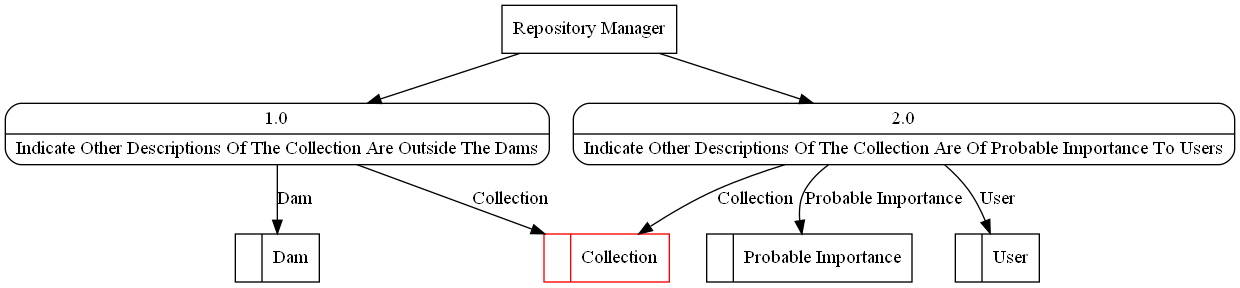 Repository Manager
1.0
Indicate Other Descriptions Of The Collection Are Outside The Dams
2.0
Indicate Other Descriptions Of The Collection Are Of Probable Importance To Users
Dam
Collection
Collection
Probable Importance
User
Dam
Collection
Probable Importance
User